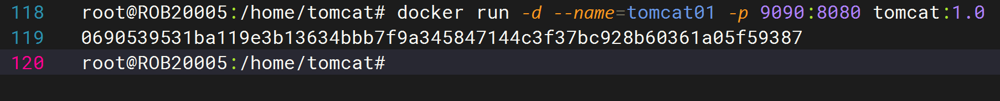 118 root@ROB20005:/home/tomcat# docker run -d --name=tomcat01 -p 9090:8080 tomcat:1.0
119 0690539531ba119e3b13634bbb7f9a345847144c3f37bc928b60361a05f59387
120 root@ROB20005:/home/tomcat#